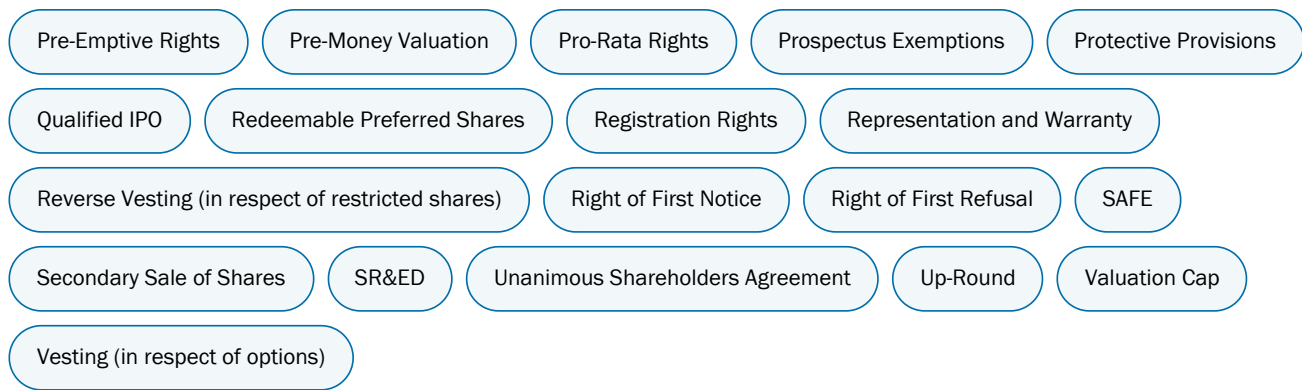 Pre-Emptive Rights Pre-Money Valuation Pro-Rata Rights Prospectus Exemptions Protective Provisions
Qualified IPO Redeemable Preferred Shares Registration Rights Representation and Warranty
Reverse Vesting (in respect of restricted shares) Right of First Notice Right of First Refusal SAFE
Secondary Sale of Shares SR&ED Unanimous Shareholders Agreement Up-Round Valuation Cap
Vesting (in respect of options)